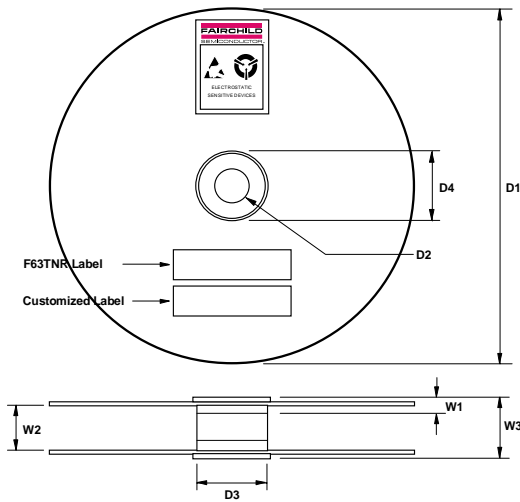 FAIRCHILD
SEMICONDUCTOR
ELECTROSTATIC
SENSITIVE DEVICES
D4
D1
D2
F63TNR Label
Customized Label
W1
W2
W3
D3